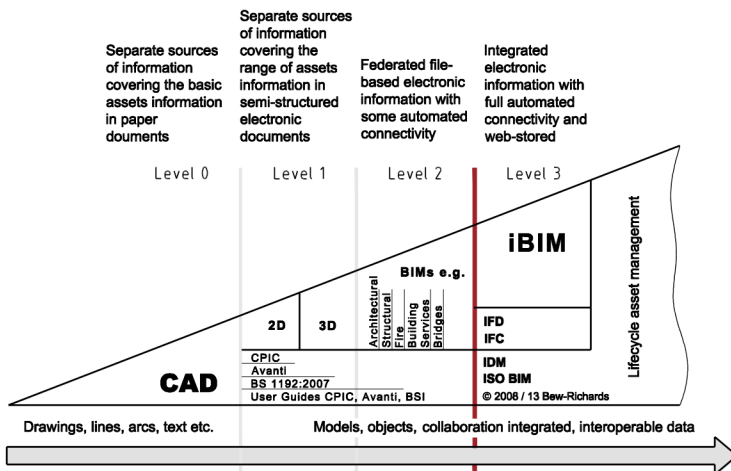 Separate sources
of information
covering the basic
assets information
in paper
douments
Separate sources
of information
covering the
range of assets
information in
semi-structured
electronic
documents
Federated file-
based electronic
information with
some automated
connectivity
Integrated
electronic
information with
full automated
connectivity and
web-stored
Level 0
Level 1
Level 2
Level 3
iBIM
BIMs e.g.
Architectural
Structural
Fire
Building
Services
Bridges
2D
3D
IFD
IFC
CPIC
Avanti
BS 1192:2007
User Guides CPIC, Avanti, BSI
CAD
IDM
ISO BIM
© 2008 / 13 Bew-Richards
Lifecycle asset management
Drawings, lines, arcs, text etc.
Models, objects, collaboration integrated, interoperable data